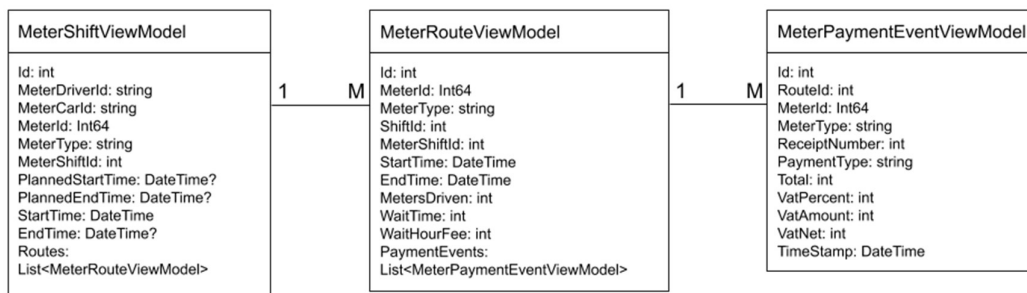 MeterShiftViewModel
Id: int
MeterDriverId: string
MeterCarId: string
MeterId: Int64
MeterType: string
MeterShiftId: int
PlannedStartTime: DateTime?
PlannedEndTime: DateTime?
StartTime: DateTime
EndTime: DateTime?
Routes:
List<MeterRouteViewModel>
1
M
MeterRouteViewModel
Id: int
MeterId: Int64
MeterType: string
ShiftId: int
MeterShiftId: int
StartTime: DateTime
EndTime: DateTime
MetersDriven: int
WaitTime: int
WaitHourFee: int
PaymentEvents:
List<MeterPaymentEventViewModel>
1
M
MeterPaymentEventViewModel
Id: int
RouteId: int
MeterId: Int64
MeterType: string
ReceiptNumber: int
PaymentType: string
Total: int
VatPercent: int
VatAmount: int
VatNet: int
TimeStamp: DateTime